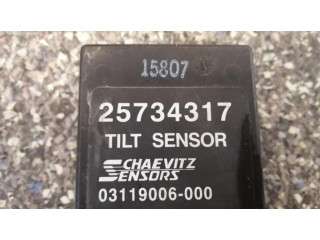 15807
25734317
TILT SENSOR
SCHAEVITZ
SENSORS
03119006-000